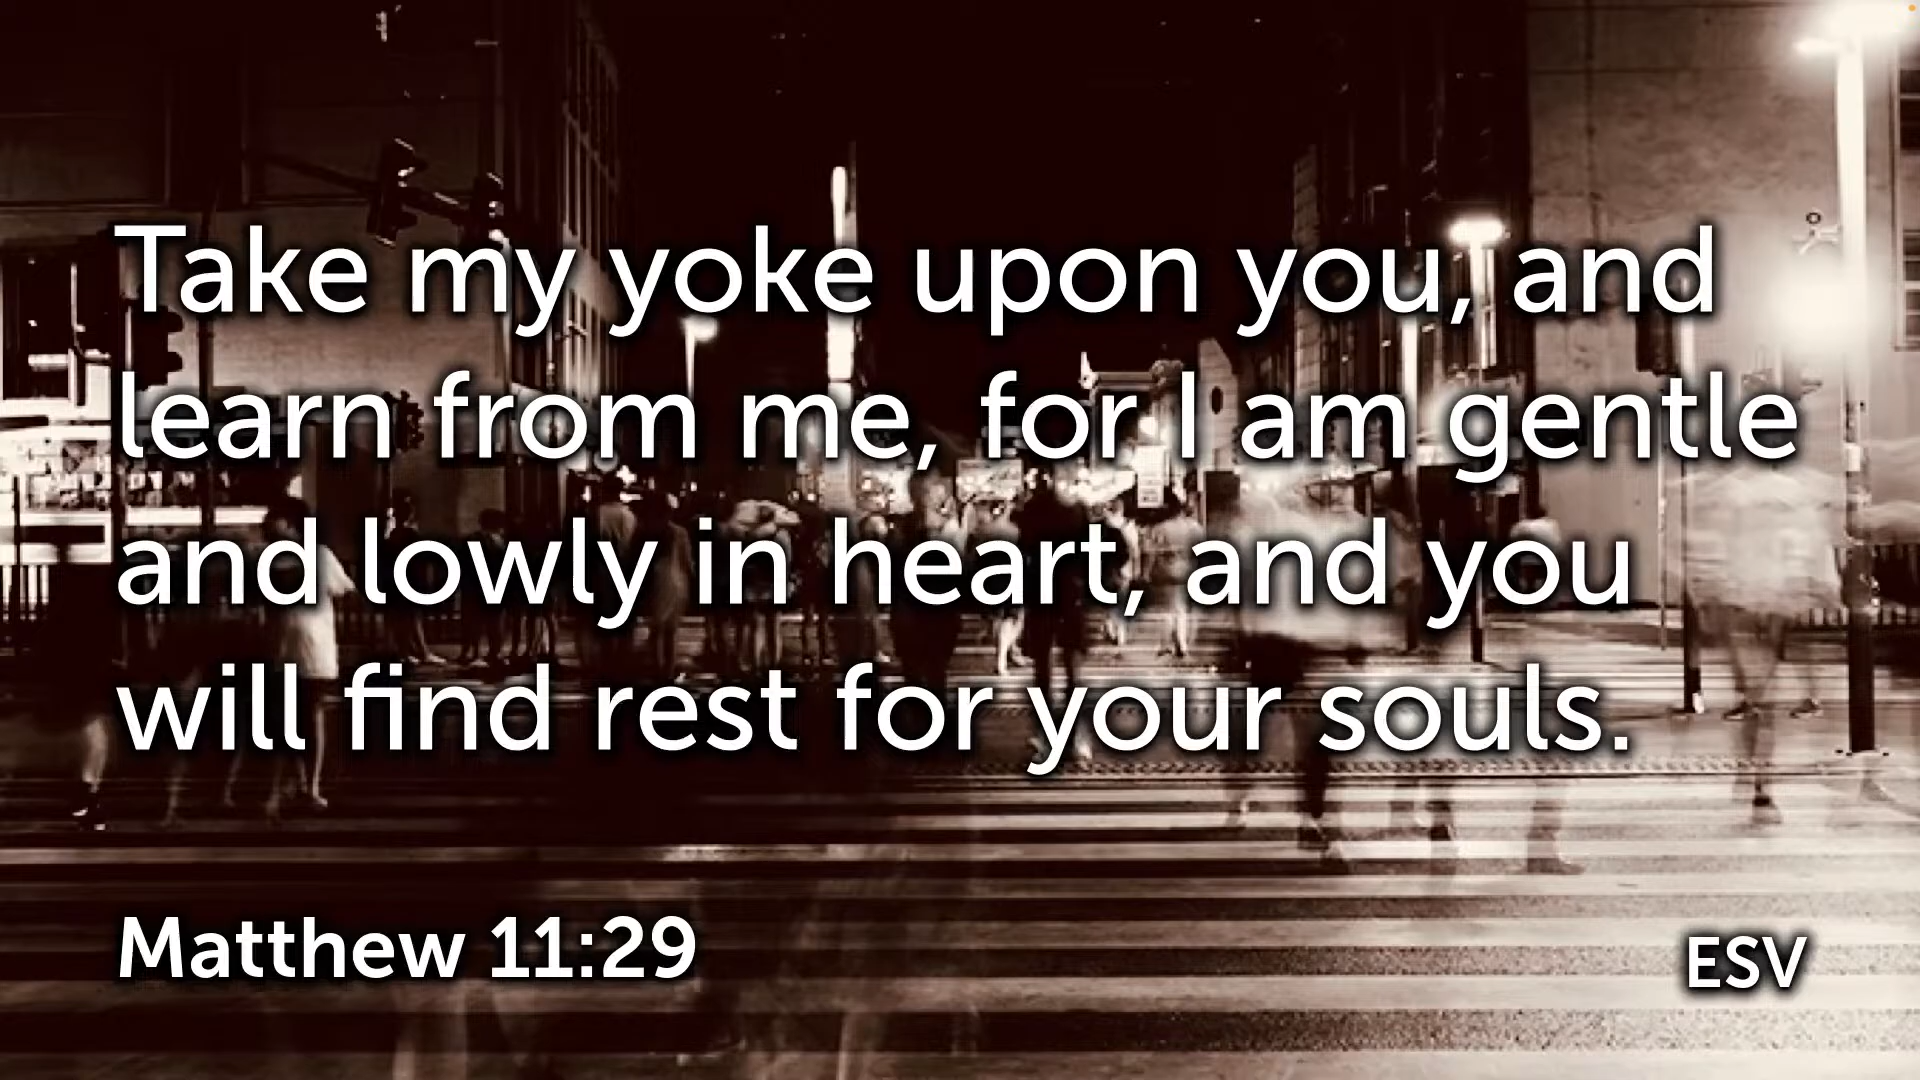 Take my yoke upon you, and
learn from me, for I am gentle
and lowly in heart, and you
will find rest for your souls.
Matthew 11:29
ESV